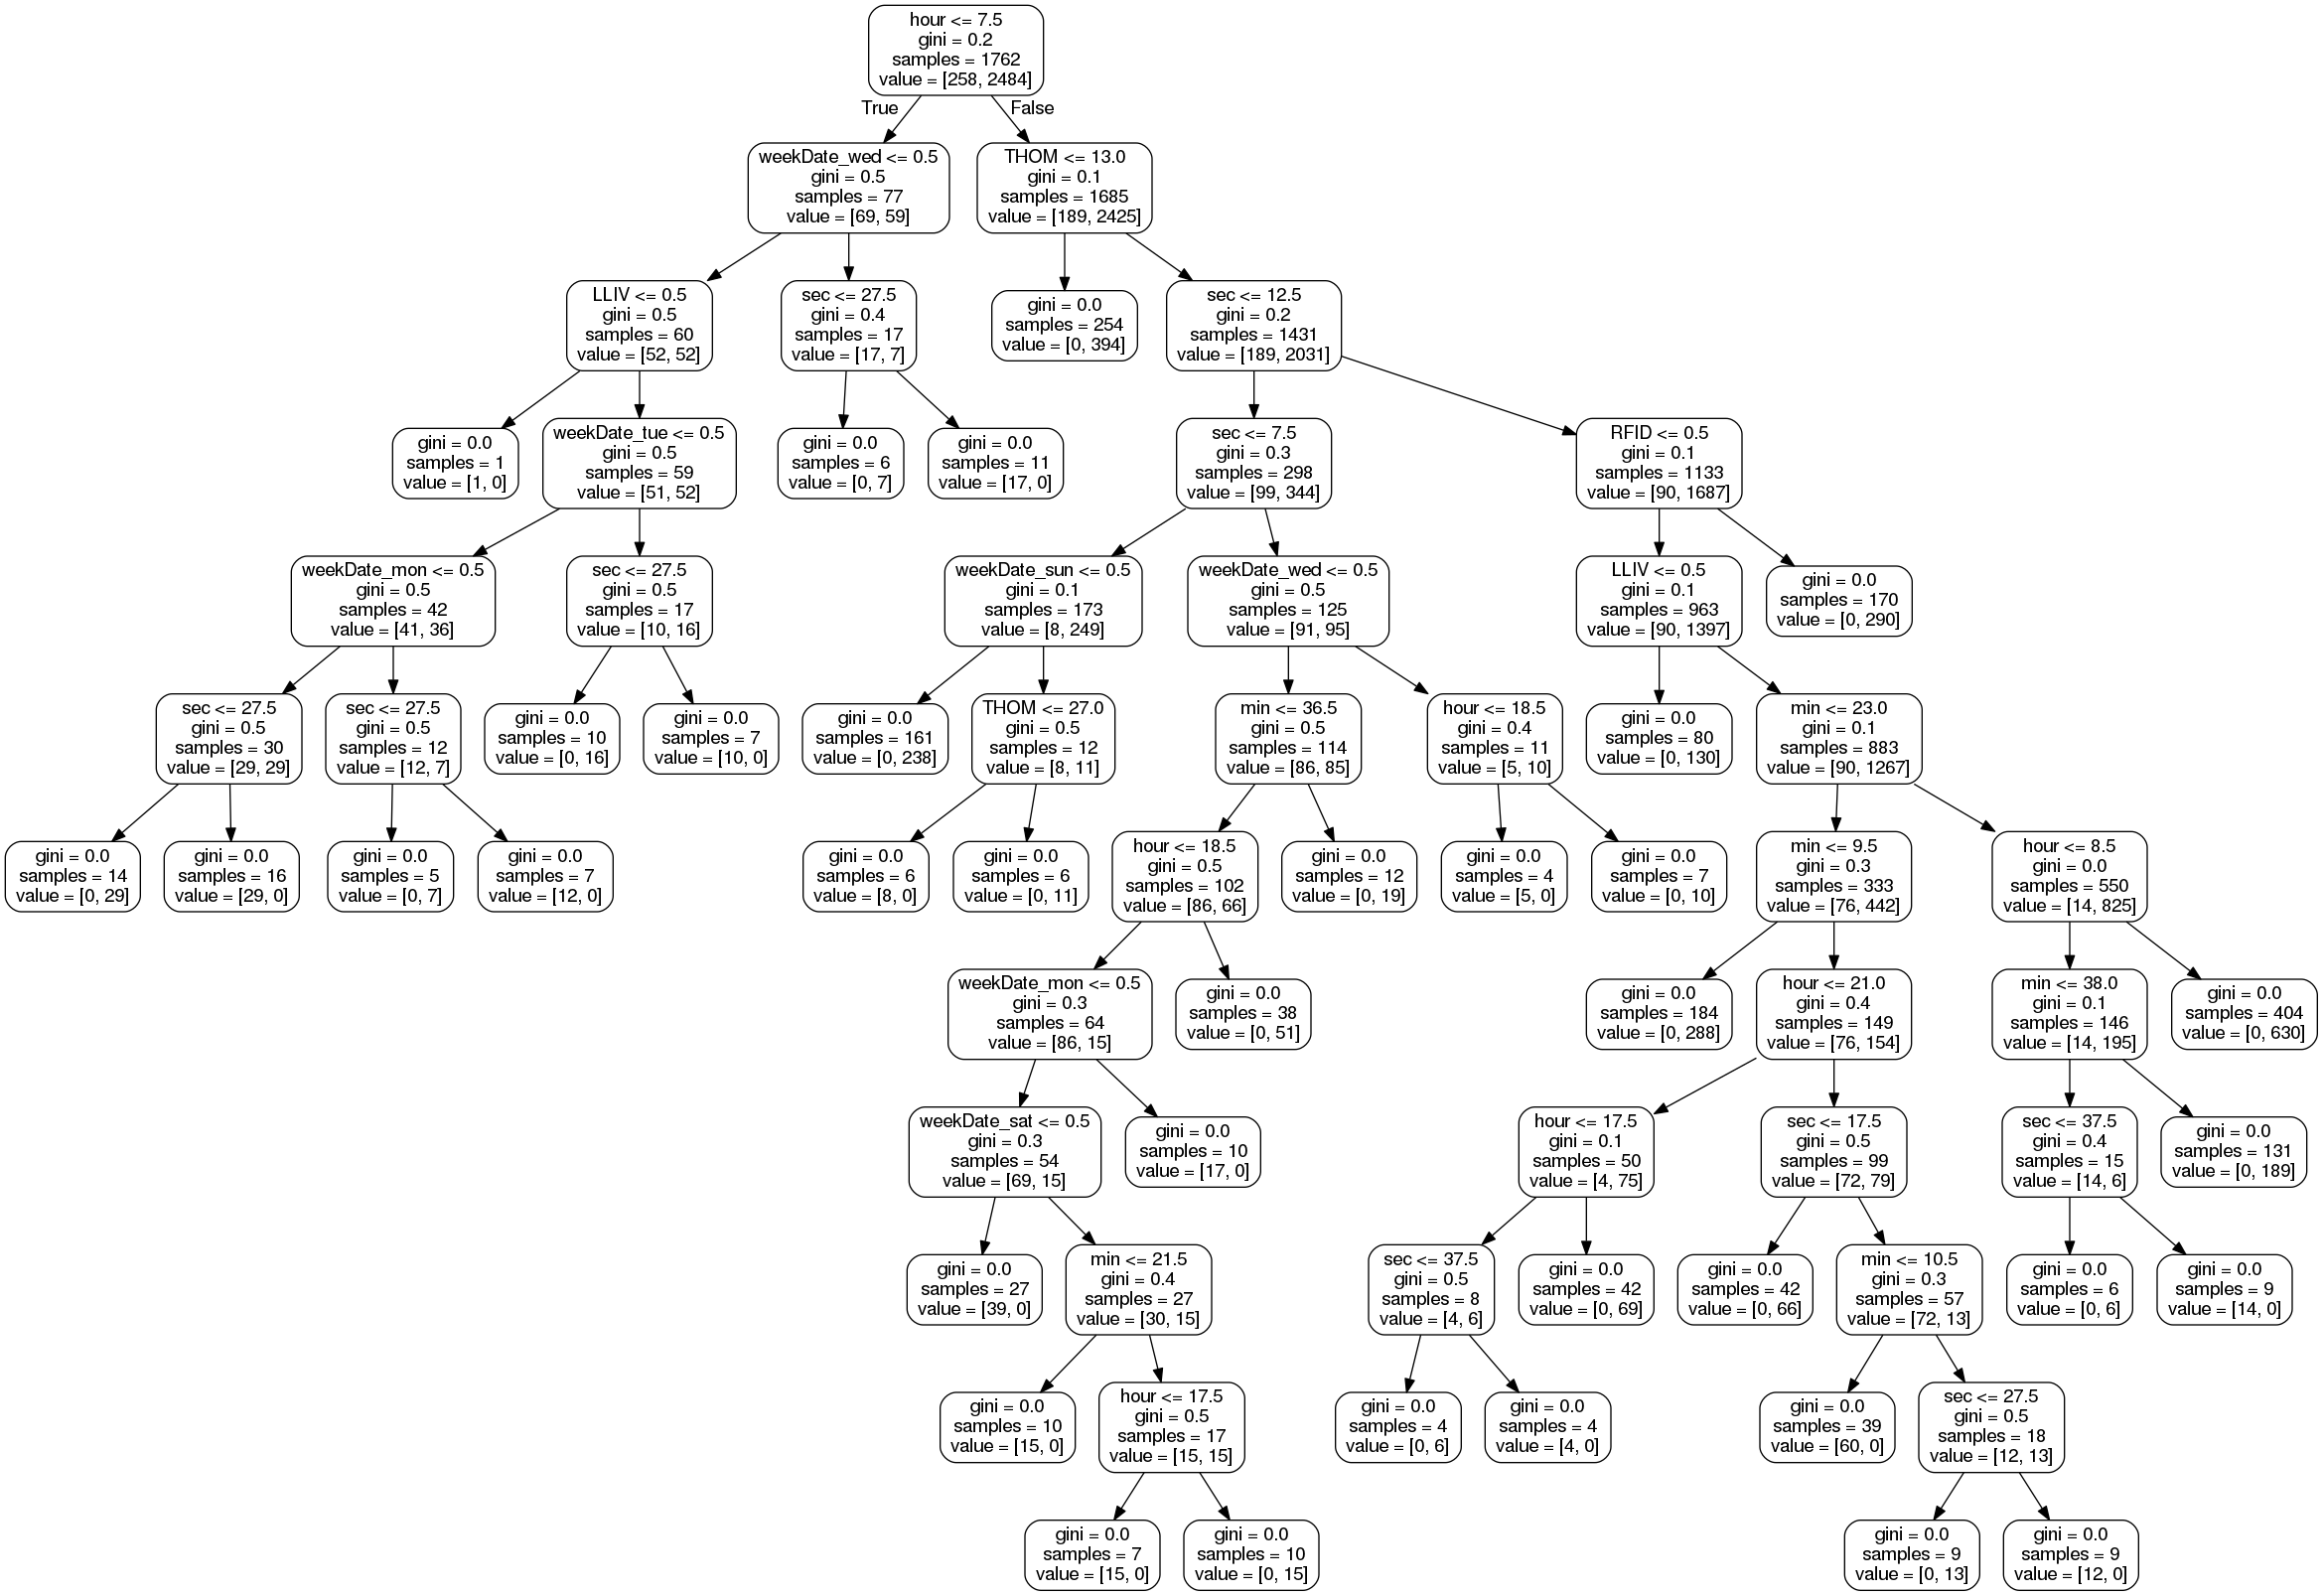 hour <= 7.5
gini = 0.2
samples = 1762
value = [258, 2484]
True
False
weekDate_wed <= 0.5
gini = 0.5
samples = 77
value = [69, 59]
THOM <= 13.0
gini = 0.1
samples = 1685
value = [189, 2425]
LLIV <= 0.5
gini = 0.5
samples = 60
value = [52, 52]
sec <= 27.5
gini = 0.4
samples = 17
value = [17, 7]
gini = 0.0
samples = 254
value = [0, 394]
sec <= 12.5
gini = 0.2
samples = 1431
value = [189, 2031]
gini = 0.0
samples = 1
value = [1, 0]
weekDate_tue <= 0.5
gini = 0.5
samples = 59
value = [51, 52]
gini = 0.0
samples = 6
value = [0, 7]
gini = 0.0
samples = 11
value = [17, 0]
sec <= 7.5
gini = 0.3
samples = 298
value = [99, 344]
RFID <= 0.5
gini = 0.1
samples = 1133
value = [90, 1687]
weekDate_mon <= 0.5
gini = 0.5
samples = 42
value = [41, 36]
sec <= 27.5
gini = 0.5
samples = 17
value = [10, 16]
weekDate_sun <= 0.5
gini = 0.1
samples = 173
value = [8, 249]
weekDate_wed <= 0.5
gini = 0.5
samples = 125
value = [91, 95]
LLIV <= 0.5
gini = 0.1
samples = 963
value = [90, 1397]
gini = 0.0
samples = 170
value = [0, 290]
sec <= 27.5
gini = 0.5
samples = 30
value = [29, 29]
sec <= 27.5
gini = 0.5
samples = 12
value = [12, 7]
gini = 0.0
samples = 10
value = [0, 16]
gini = 0.0
samples = 7
value = [10, 0]
gini = 0.0
samples = 161
value = [0, 238]
THOM <= 27.0
gini = 0.5
samples = 12
value = [8, 11]
min <= 36.5
gini = 0.5
samples = 114
value = [86, 85]
hour <= 18.5
gini = 0.4
samples = 11
value = [5, 10]
gini = 0.0
samples = 80
value = [0, 130]
min <= 23.0
gini = 0.1
samples = 883
value = [90, 1267]
gini = 0.0
samples = 14
value = [0, 29]
gini = 0.0
samples = 16
value = [29, 0]
gini = 0.0
samples = 5
value = [0, 7]
gini = 0.0
samples = 7
value = [12, 0]
gini = 0.0
samples = 6
value = [8, 0]
gini = 0.0
samples = 6
value = [0, 11]
hour <= 18.5
gini = 0.5
samples = 102
value = [86, 66]
gini = 0.0
samples = 12
value = [0, 19]
gini = 0.0
samples = 4
value = [5, 0]
gini = 0.0
samples = 7
value = [0, 10]
min <= 9.5
gini = 0.3
samples = 333
value = [76, 442]
hour <= 8.5
gini = 0.0
samples = 550
value = [14, 825]
weekDate_mon <= 0.5
gini = 0.3
samples = 64
value = [86, 15]
gini = 0.0
samples = 38
value = [0, 51]
gini = 0.0
samples = 184
value = [0, 288]
hour <= 21.0
gini = 0.4
samples = 149
value = [76, 154]
min <= 38.0
gini = 0.1
samples = 146
value = [14, 195]
gini = 0.0
samples = 404
value = [0, 630]
weekDate_sat <= 0.5
gini = 0.3
samples = 54
value = [69, 15]
gini = 0.0
samples = 10
value = [17, 0]
hour <= 17.5
gini = 0.1
samples = 50
value = [4, 75]
sec <= 17.5
gini = 0.5
samples = 99
value = [72, 79]
sec <= 37.5
gini = 0.4
samples = 15
value = [14, 6]
gini = 0.0
samples = 131
value = [0, 189]
gini = 0.0
samples = 27
value = [39, 0]
min <= 21.5
gini = 0.4
samples = 27
value = [30, 15]
sec <= 37.5
gini = 0.5
samples = 8
value = [4, 6]
gini = 0.0
samples = 42
value = [0, 69]
gini = 0.0
samples = 42
value = [0, 66]
min <= 10.5
gini = 0.3
samples = 57
value = [72, 13]
gini = 0.0
samples = 6
value = [0, 6]
gini = 0.0
samples = 9
value = [14, 0]
gini = 0.0
samples = 10
value = [15, 0]
hour <= 17.5
gini = 0.5
samples = 17
value = [15, 15]
gini = 0.0
samples = 4
value = [0, 6]
gini = 0.0
samples = 4
value = [4, 0]
gini = 0.0
samples = 39
value = [60, 0]
sec <= 27.5
gini = 0.5
samples = 18
value = [12, 13]
gini = 0.0
samples = 7
value = [15, 0]
gini = 0.0
samples = 10
value = [0, 15]
gini = 0.0
samples = 9
value = [0, 13]
gini = 0.0
samples = 9
value = [12, 0]